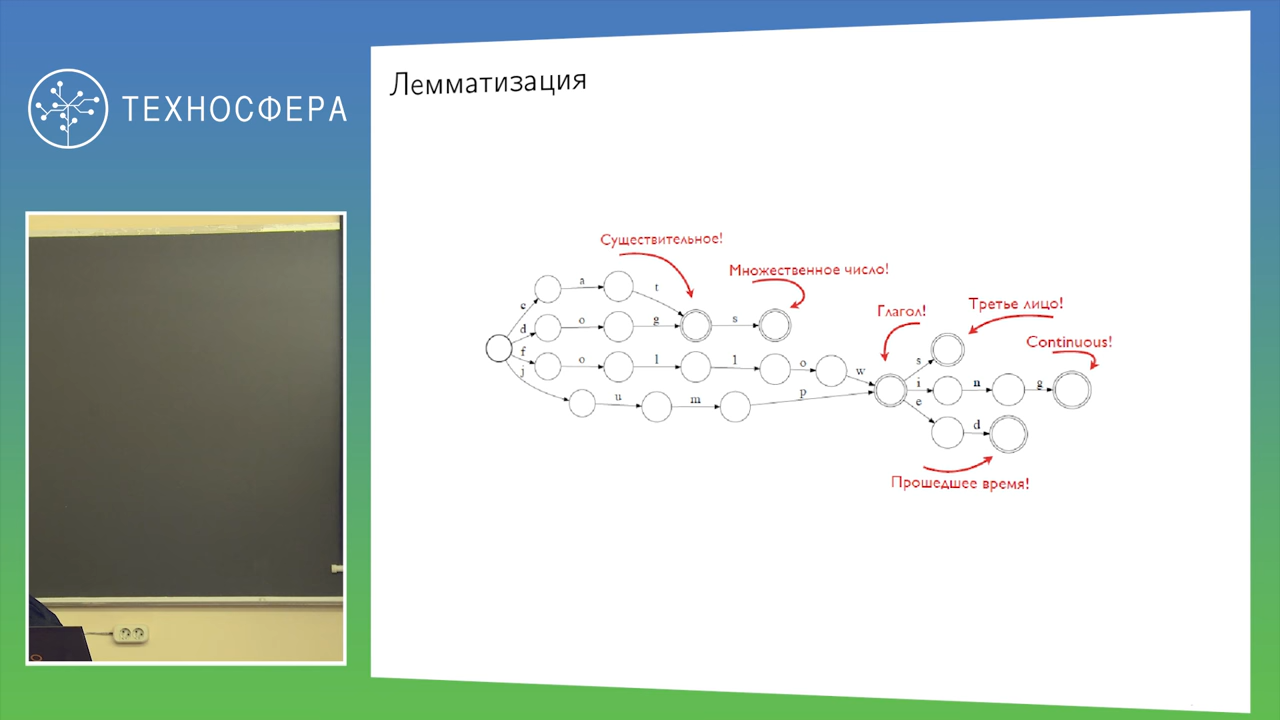 ТЕХНОСФЕРА
Лемматизация
Существительное!
Множественное число!
Глагол!
Третье лицо!
Continuous!
c a t
d o g s
f o l l o w
j u m p
s
i n g
e d
Прошедшее время!